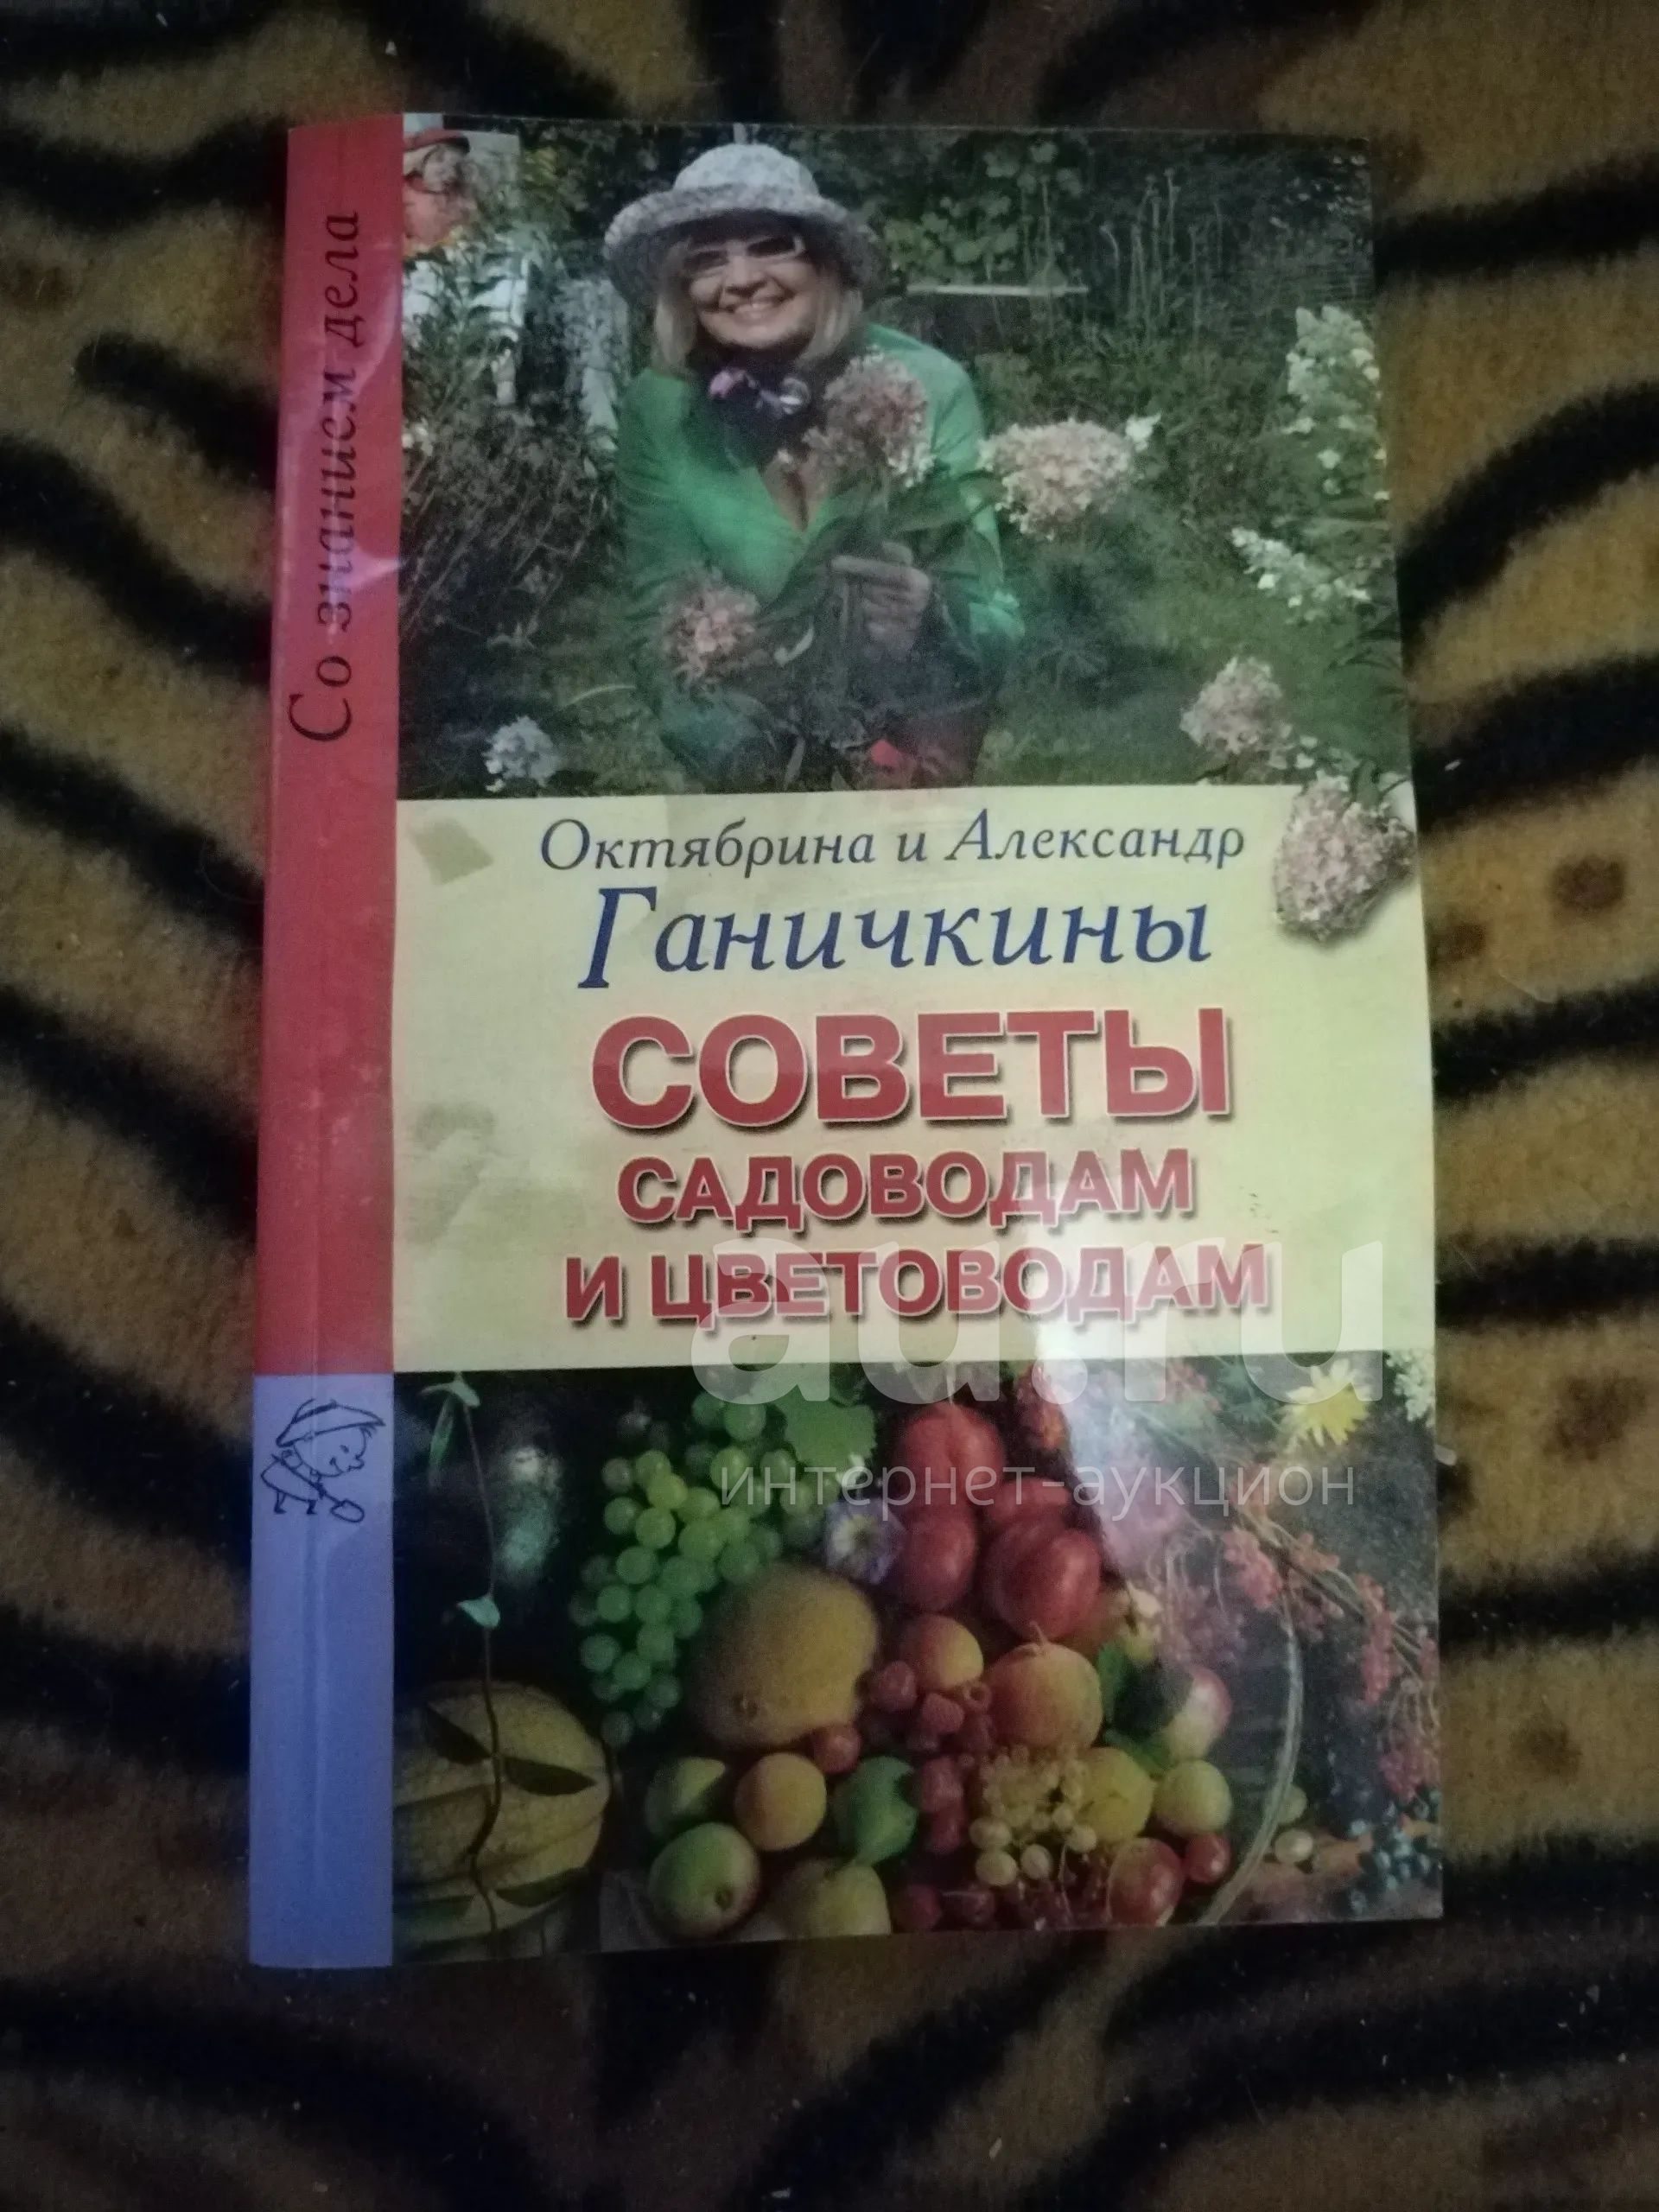 Со знанием дела
Октябрина и Александр
Ганичкины
СОВЕТЫ
САДОВОДАМ
И ЦВЕТОВОДАМ
au.ru
интернет-аукцион